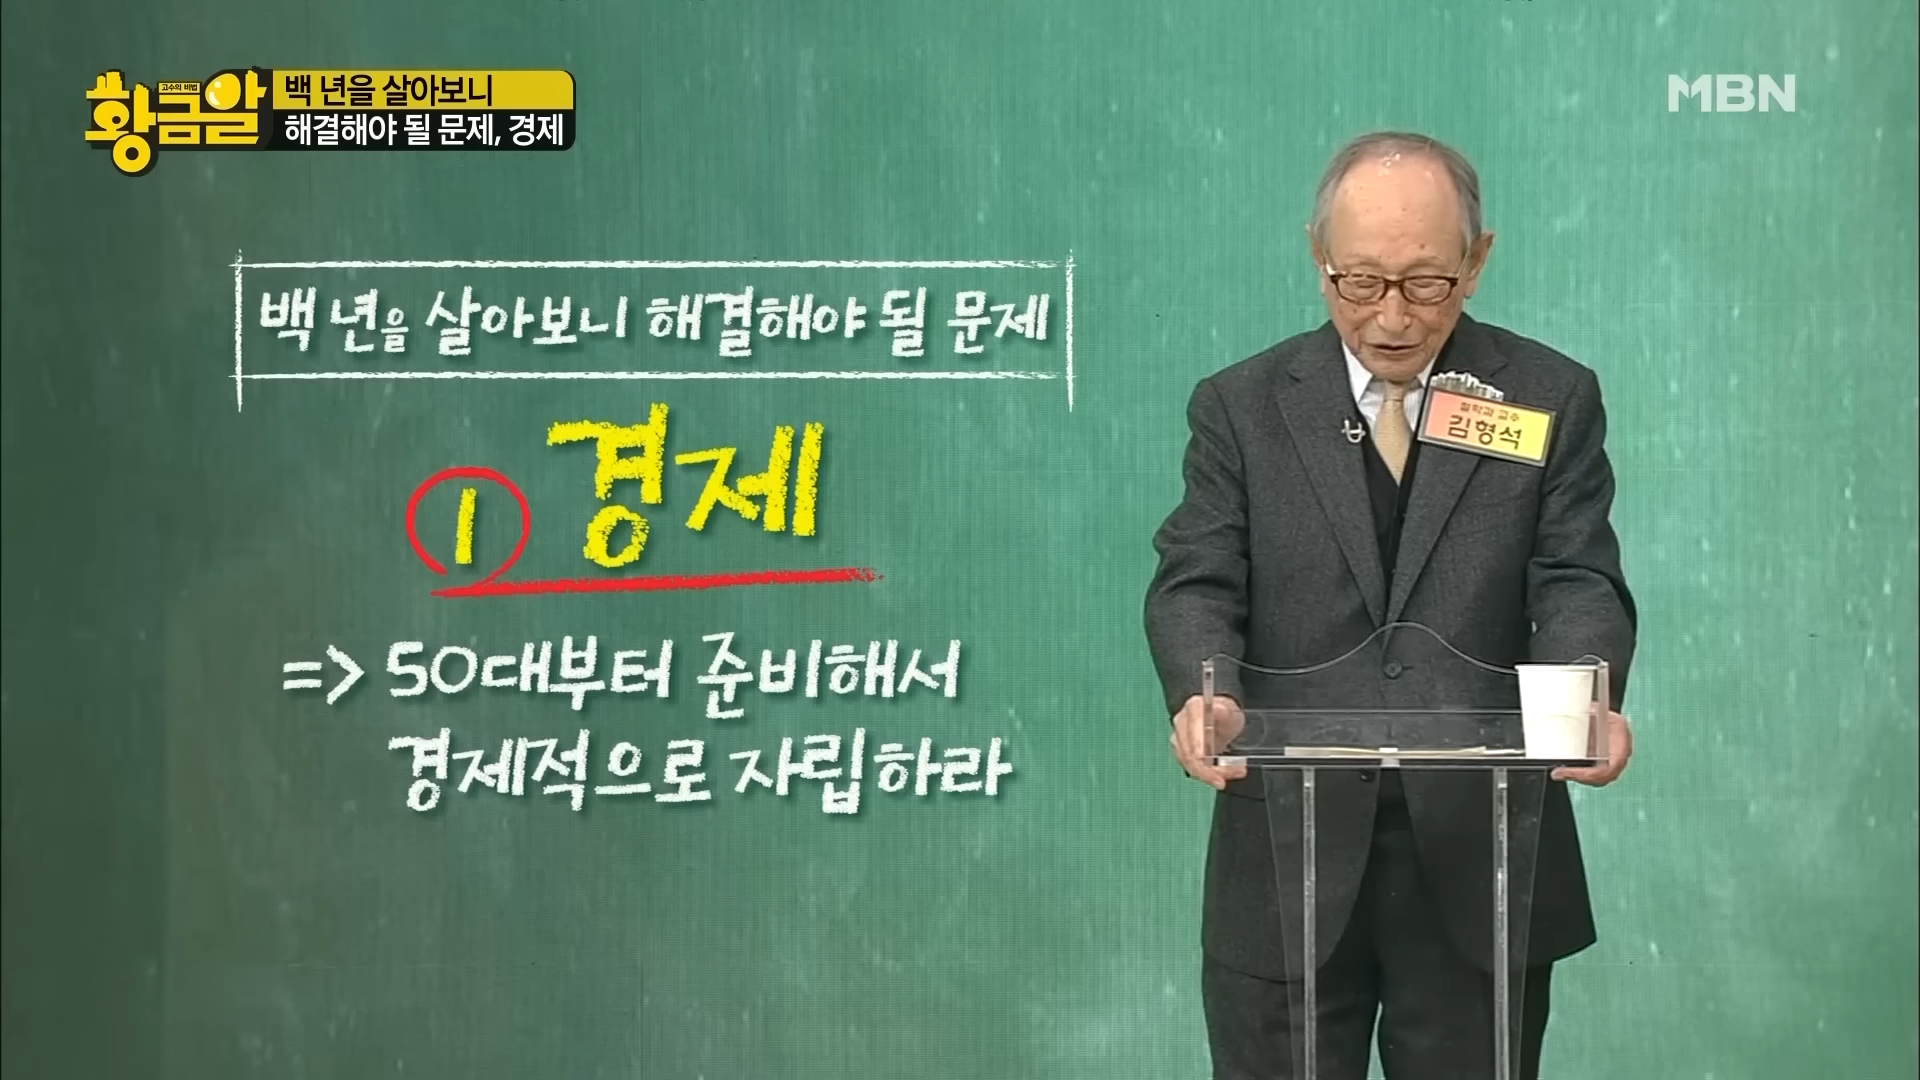 고수의 비법
황금알
백 년을 살아보니
해결해야 될 문제, 경제
MBN
백 년을 살아보니 해결해야 될 문제
1 경제
=> 50대부터 준비해서
경제적으로 자립하라
철학과 교수
김형석